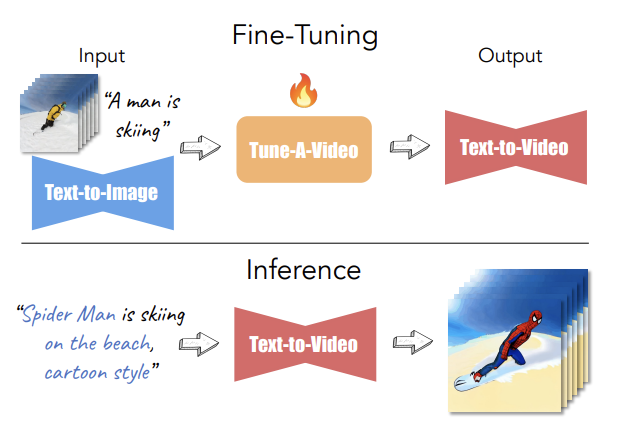 Fine-Tuning
Input
Output
“A man is
skiing”
Tune-A-Video
Text-to-Video
Text-to-Image
Inference
“Spider Man is skiing
on the beach,
cartoon style”
Text-to-Video